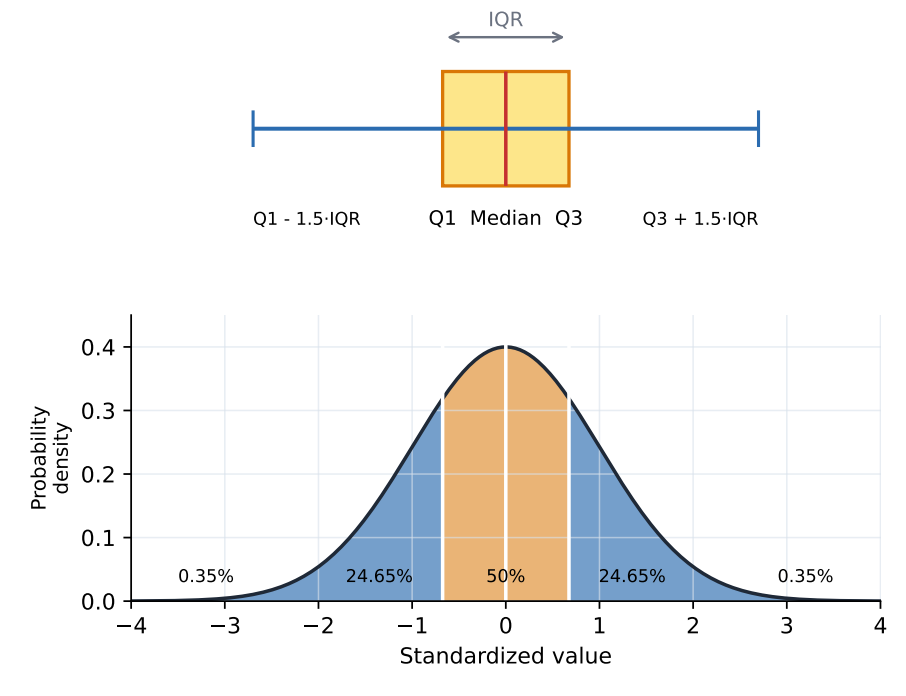 IQR
Q1 - 1.5·IQR
Q1 Median Q3
Q3 + 1.5·IQR
Probability
density
0.4
0.3
0.2
0.1
0.0
0.35%
24.65%
50%
24.65%
0.35%
−4 −3 −2 −1 0 1 2 3 4
Standardized value